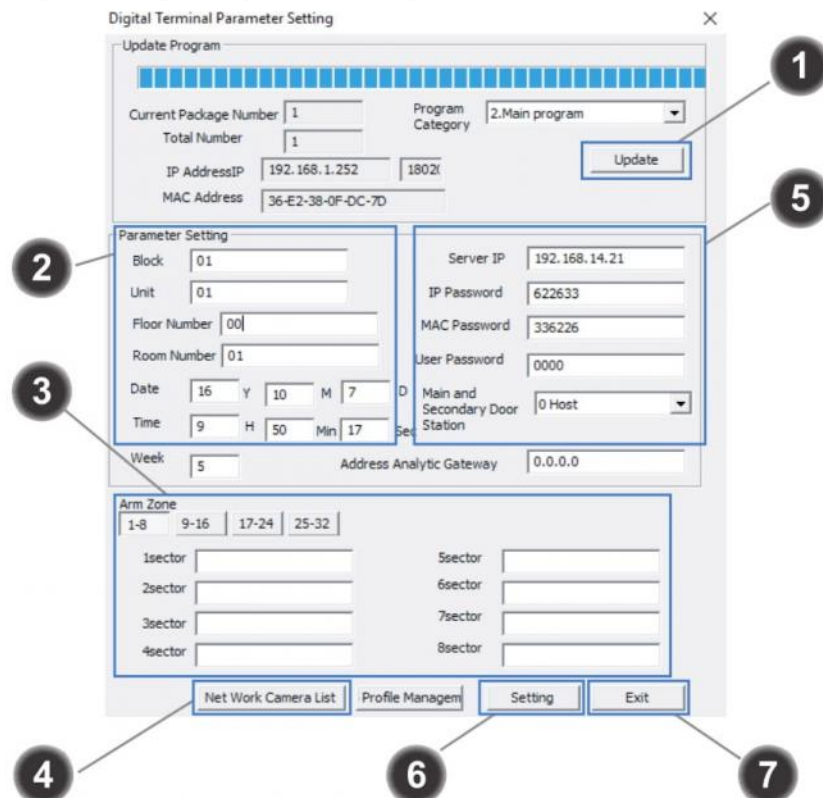 Digital Terminal Parameter Setting
Update Program
1
Current Package Number 1 Program Category 2.Main program
Total Number 1
Update
IP AddressIP 192.168.1.252 1802
MAC Address 36-E2-38-0F-DC-7D
5
Parameter Setting
2
Block 01 Server IP 192.168.14.21
Unit 01 IP Password 622633
Floor Number 00 MAC Password 336226
Room Number 01 User Password 0000
3
Date 16 Y 10 M 7 D Main and Secondary Door Station 0 Host
Time 9 H 50 Min 17 Sec
Week 5 Address Analytic Gateway 0.0.0.0
Arm Zone
1-8 9-16 17-24 25-32
1sector 5sector
2sector 6sector
3sector 7sector
4sector 8sector
Net Work Camera List Profile Managem Setting Exit
4 6 7